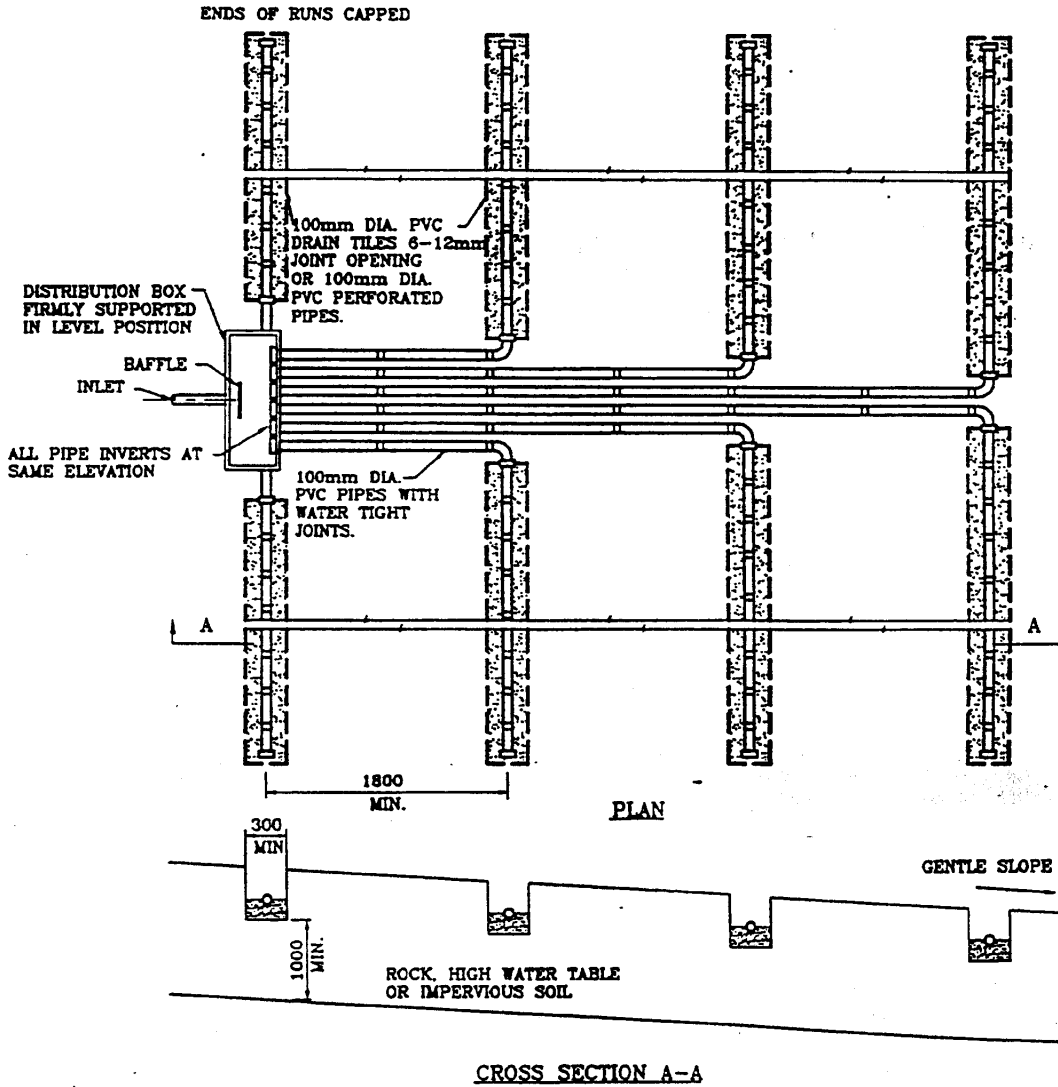 ENDS OF RUNS CAPPED
100mm DIA. PVC
DRAIN TILES 6-12mm
JOINT OPENING
OR 100mm DIA.
PVC PERFORATED
PIPES.
DISTRIBUTION BOX
FIRMLY SUPPORTED
IN LEVEL POSITION
BAFFLE
INLET
ALL PIPE INVERTS AT
SAME ELEVATION
100mm DIA.
PVC PIPES WITH
WATER TIGHT
JOINTS.
A
A
1800
MIN.
PLAN
300
MIN
GENTLE SLOPE
1000
MIN.
ROCK, HIGH WATER TABLE
OR IMPERVIOUS SOIL
CROSS SECTION A-A